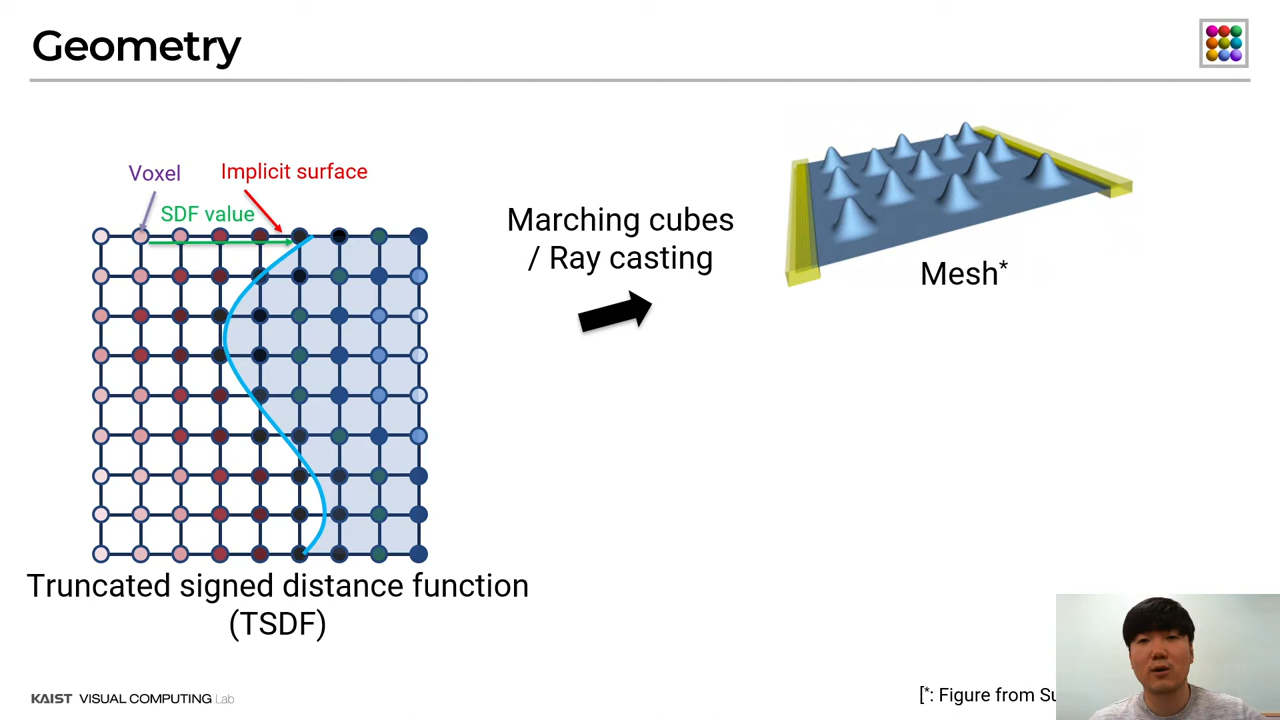 Geometry
Voxel
Implicit surface
SDF value
Marching cubes
/ Ray casting
Mesh*
Truncated signed distance function
(TSDF)
KAIST VISUAL COMPUTING Lab
[*: Figure from